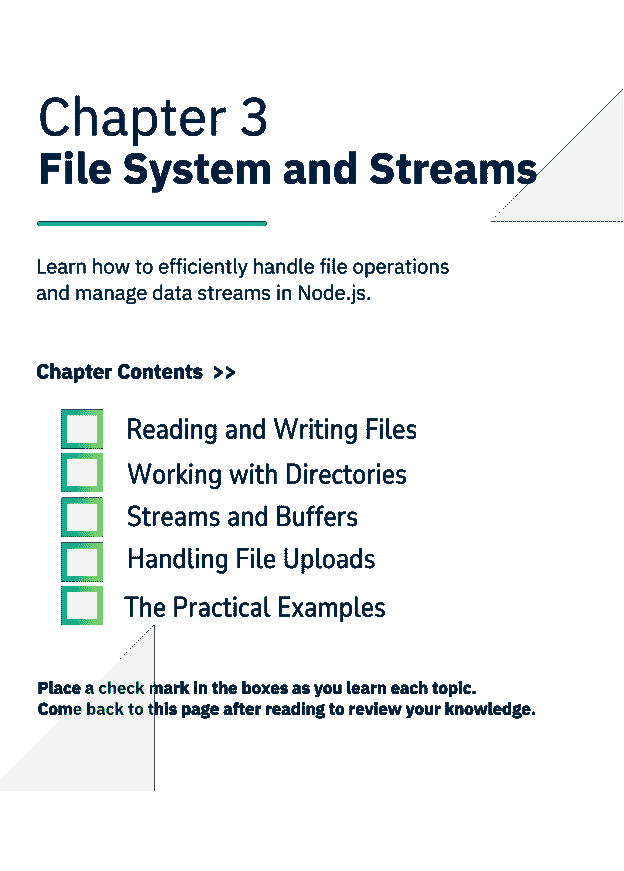 Chapter 3
File System and Streams
Learn how to efficiently handle file operations
and manage data streams in Node.js.
Chapter Contents >>
Reading and Writing Files
Working with Directories
Streams and Buffers
Handling File Uploads
The Practical Examples
Place a check mark in the boxes as you learn each topic.
Come back to this page after reading to review your knowledge.